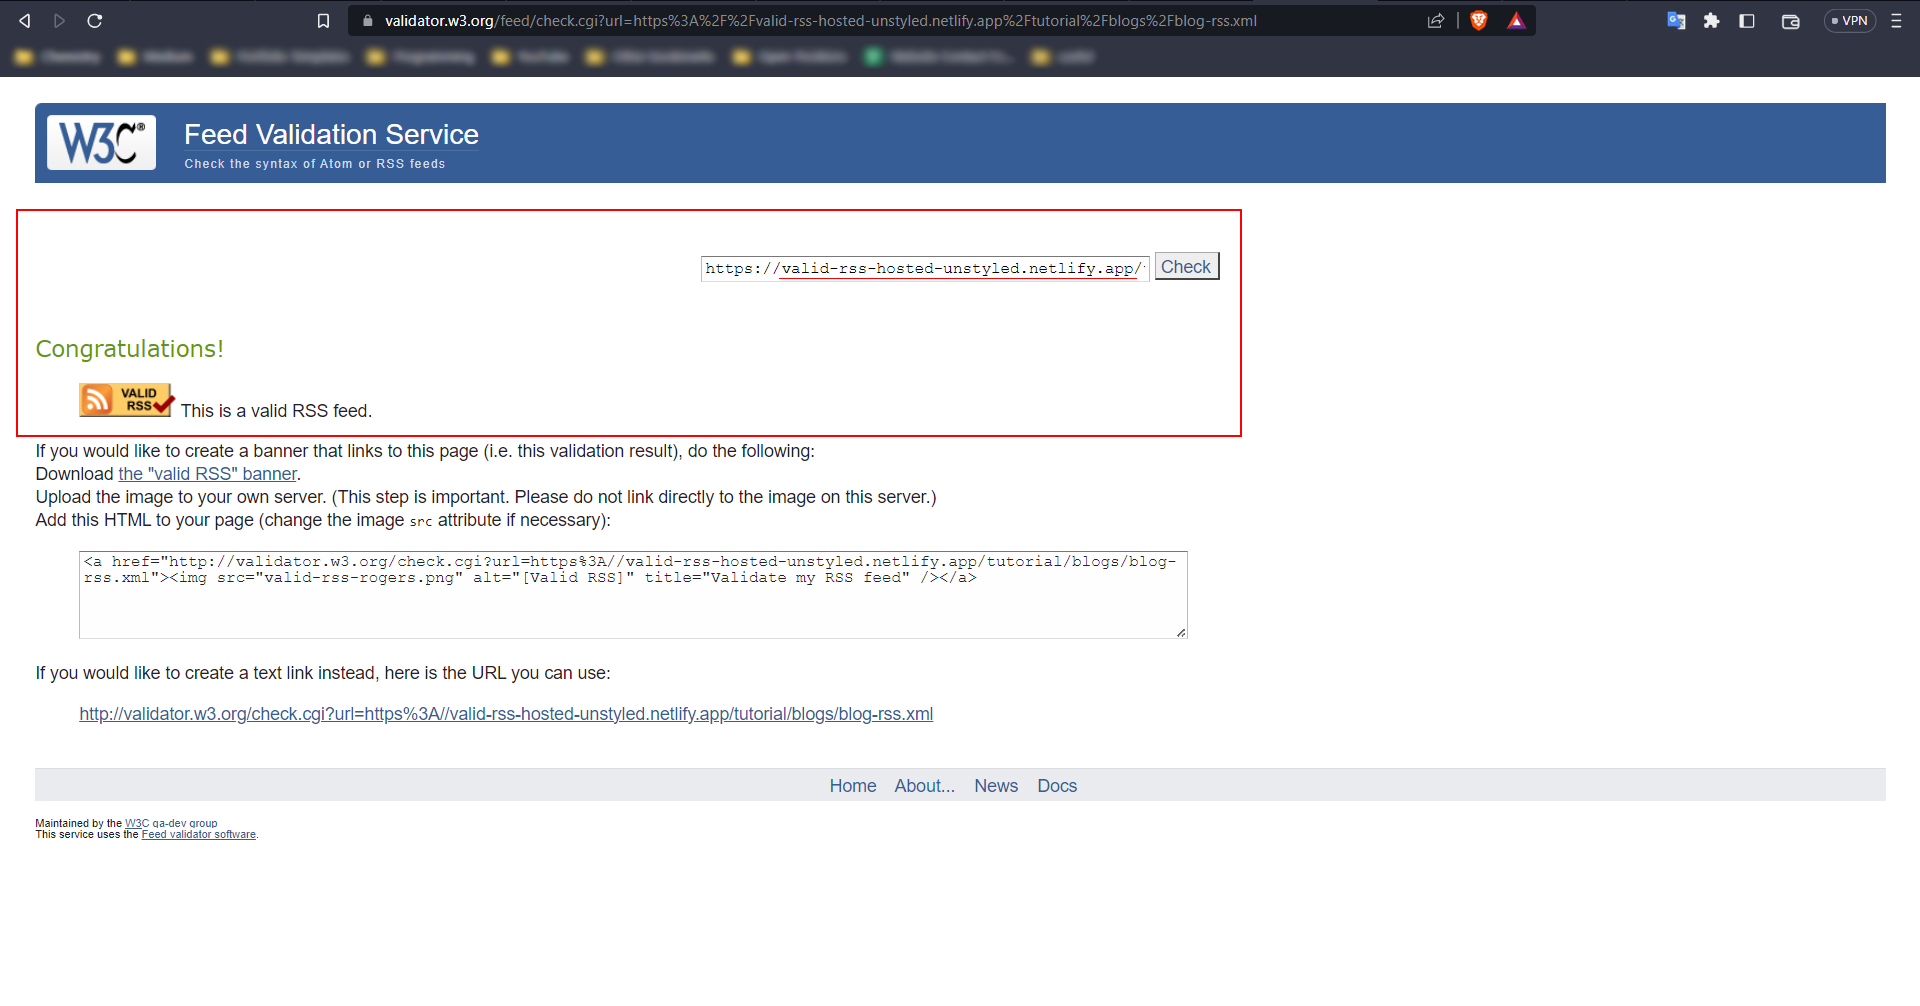 validator.w3.org/feed/check.cgi?url=https%3A%2F%2Fvalid-rss-hosted-unstyled.netlify.app%2Ftutorial%2Fblogs%2Fblog-rss.xml
VPN
W3C®
Feed Validation Service
Check the syntax of Atom or RSS feeds
https://valid-rss-hosted-unstyled.netlify.app/
Check
Congratulations!
VALID
RSS
This is a valid RSS feed.
If you would like to create a banner that links to this page (i.e. this validation result), do the following:
Download the "valid RSS" banner.
Upload the image to your own server. (This step is important. Please do not link directly to the image on this server.)
Add this HTML to your page (change the image src attribute if necessary):
<a href="http://validator.w3.org/check.cgi?url=https%3A//valid-rss-hosted-unstyled.netlify.app/tutorial/blogs/blog-
rss.xml"><img src="valid-rss-rogers.png" alt="[Valid RSS]" title="Validate my RSS feed" /></a>
If you would like to create a text link instead, here is the URL you can use:
http://validator.w3.org/check.cgi?url=https%3A//valid-rss-hosted-unstyled.netlify.app/tutorial/blogs/blog-rss.xml
Home About... News Docs
Maintained by the W3C qa-dev group
This service uses the Feed validator software.